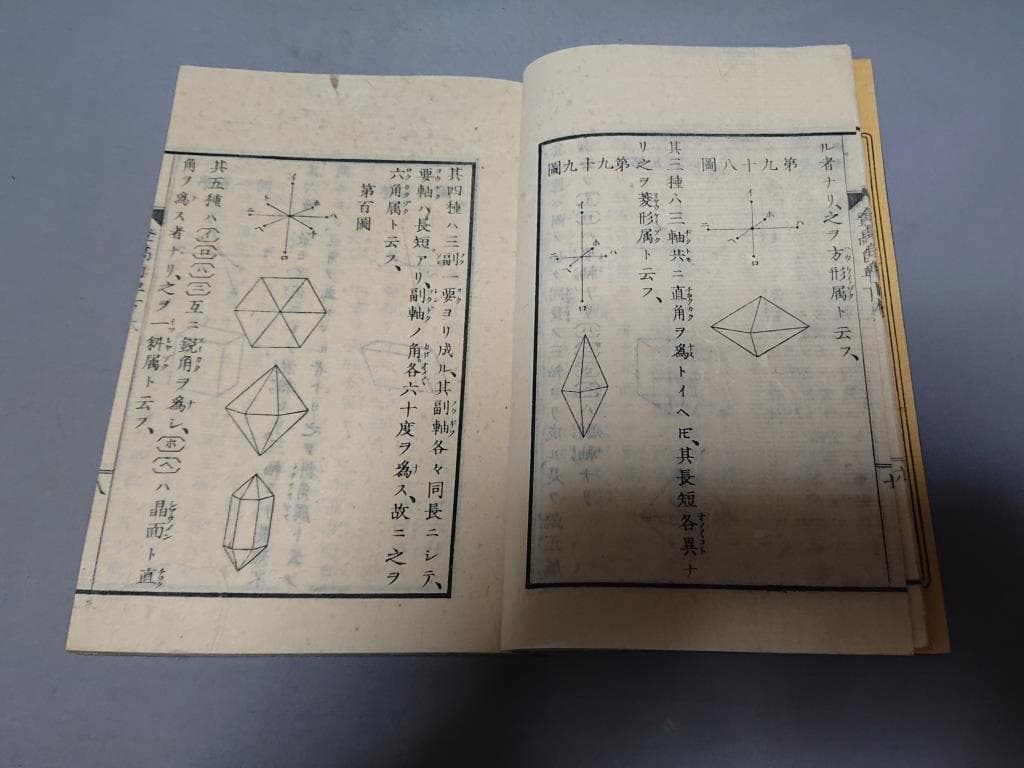 ル者ナリ之ヲ方形属ト云フ、
第九十八圖
其三種ハ三軸共ニ直角ヲ爲トイヘ𪜈、其長短各異ナ
リ之ヲ菱形属ト云フ、
第九十九圖
其四種ハ三副一要ヨリ成ル、其副軸各々同長ニシテ、
要軸ハ長短アリ、副軸ノ角各六十度ヲ爲ス、故ニ之ヲ
六角属ト云フ、
第百圖
其五種ハ(イ)(ロ)(ハ)(ニ)互ニ鋭角ヲ爲シ、(ホ)(ヘ)ハ晶面ト直
角ヲ爲ス者ナリ、之ヲ一斜属ト云フ、